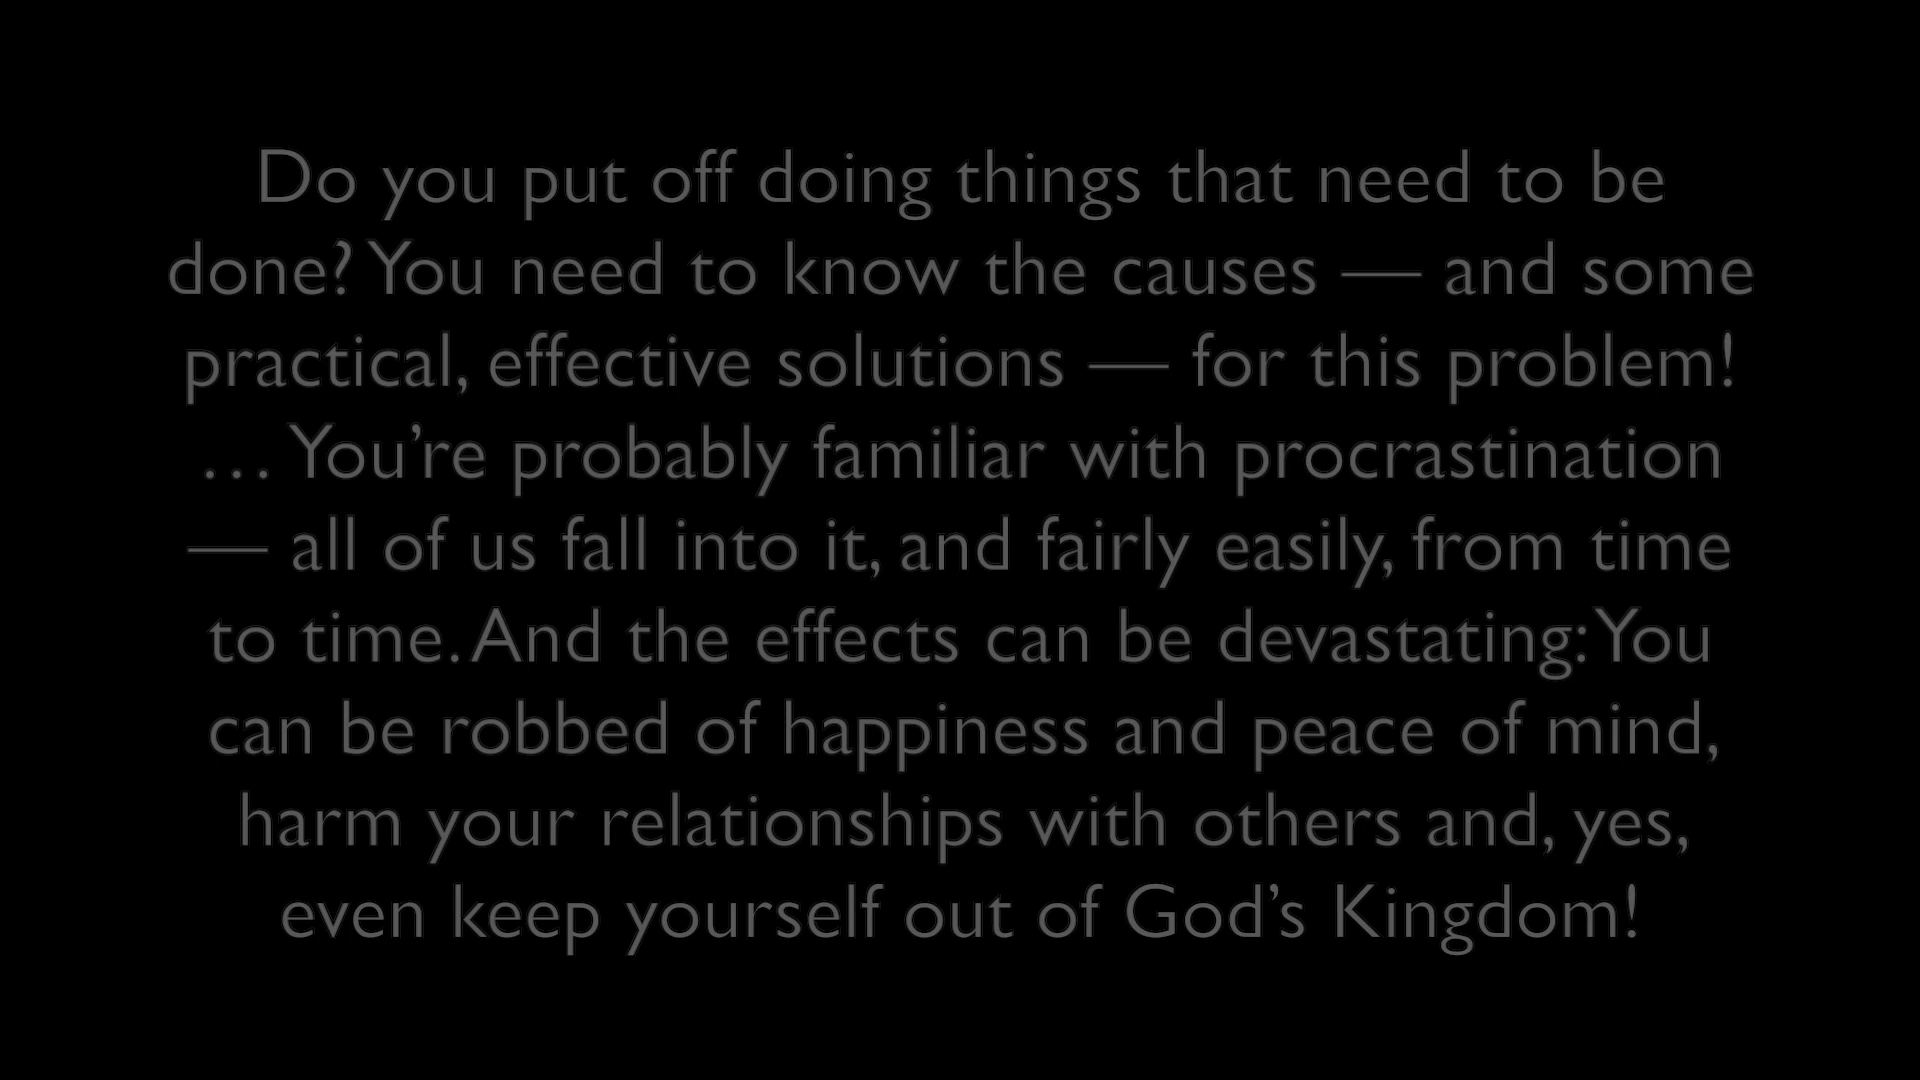 Do you put off doing things that need to be
done? You need to know the causes — and some
practical, effective solutions — for this problem!
… You’re probably familiar with procrastination
— all of us fall into it, and fairly easily, from time
to time. And the effects can be devastating: You
can be robbed of happiness and peace of mind,
harm your relationships with others and, yes,
even keep yourself out of God’s Kingdom!